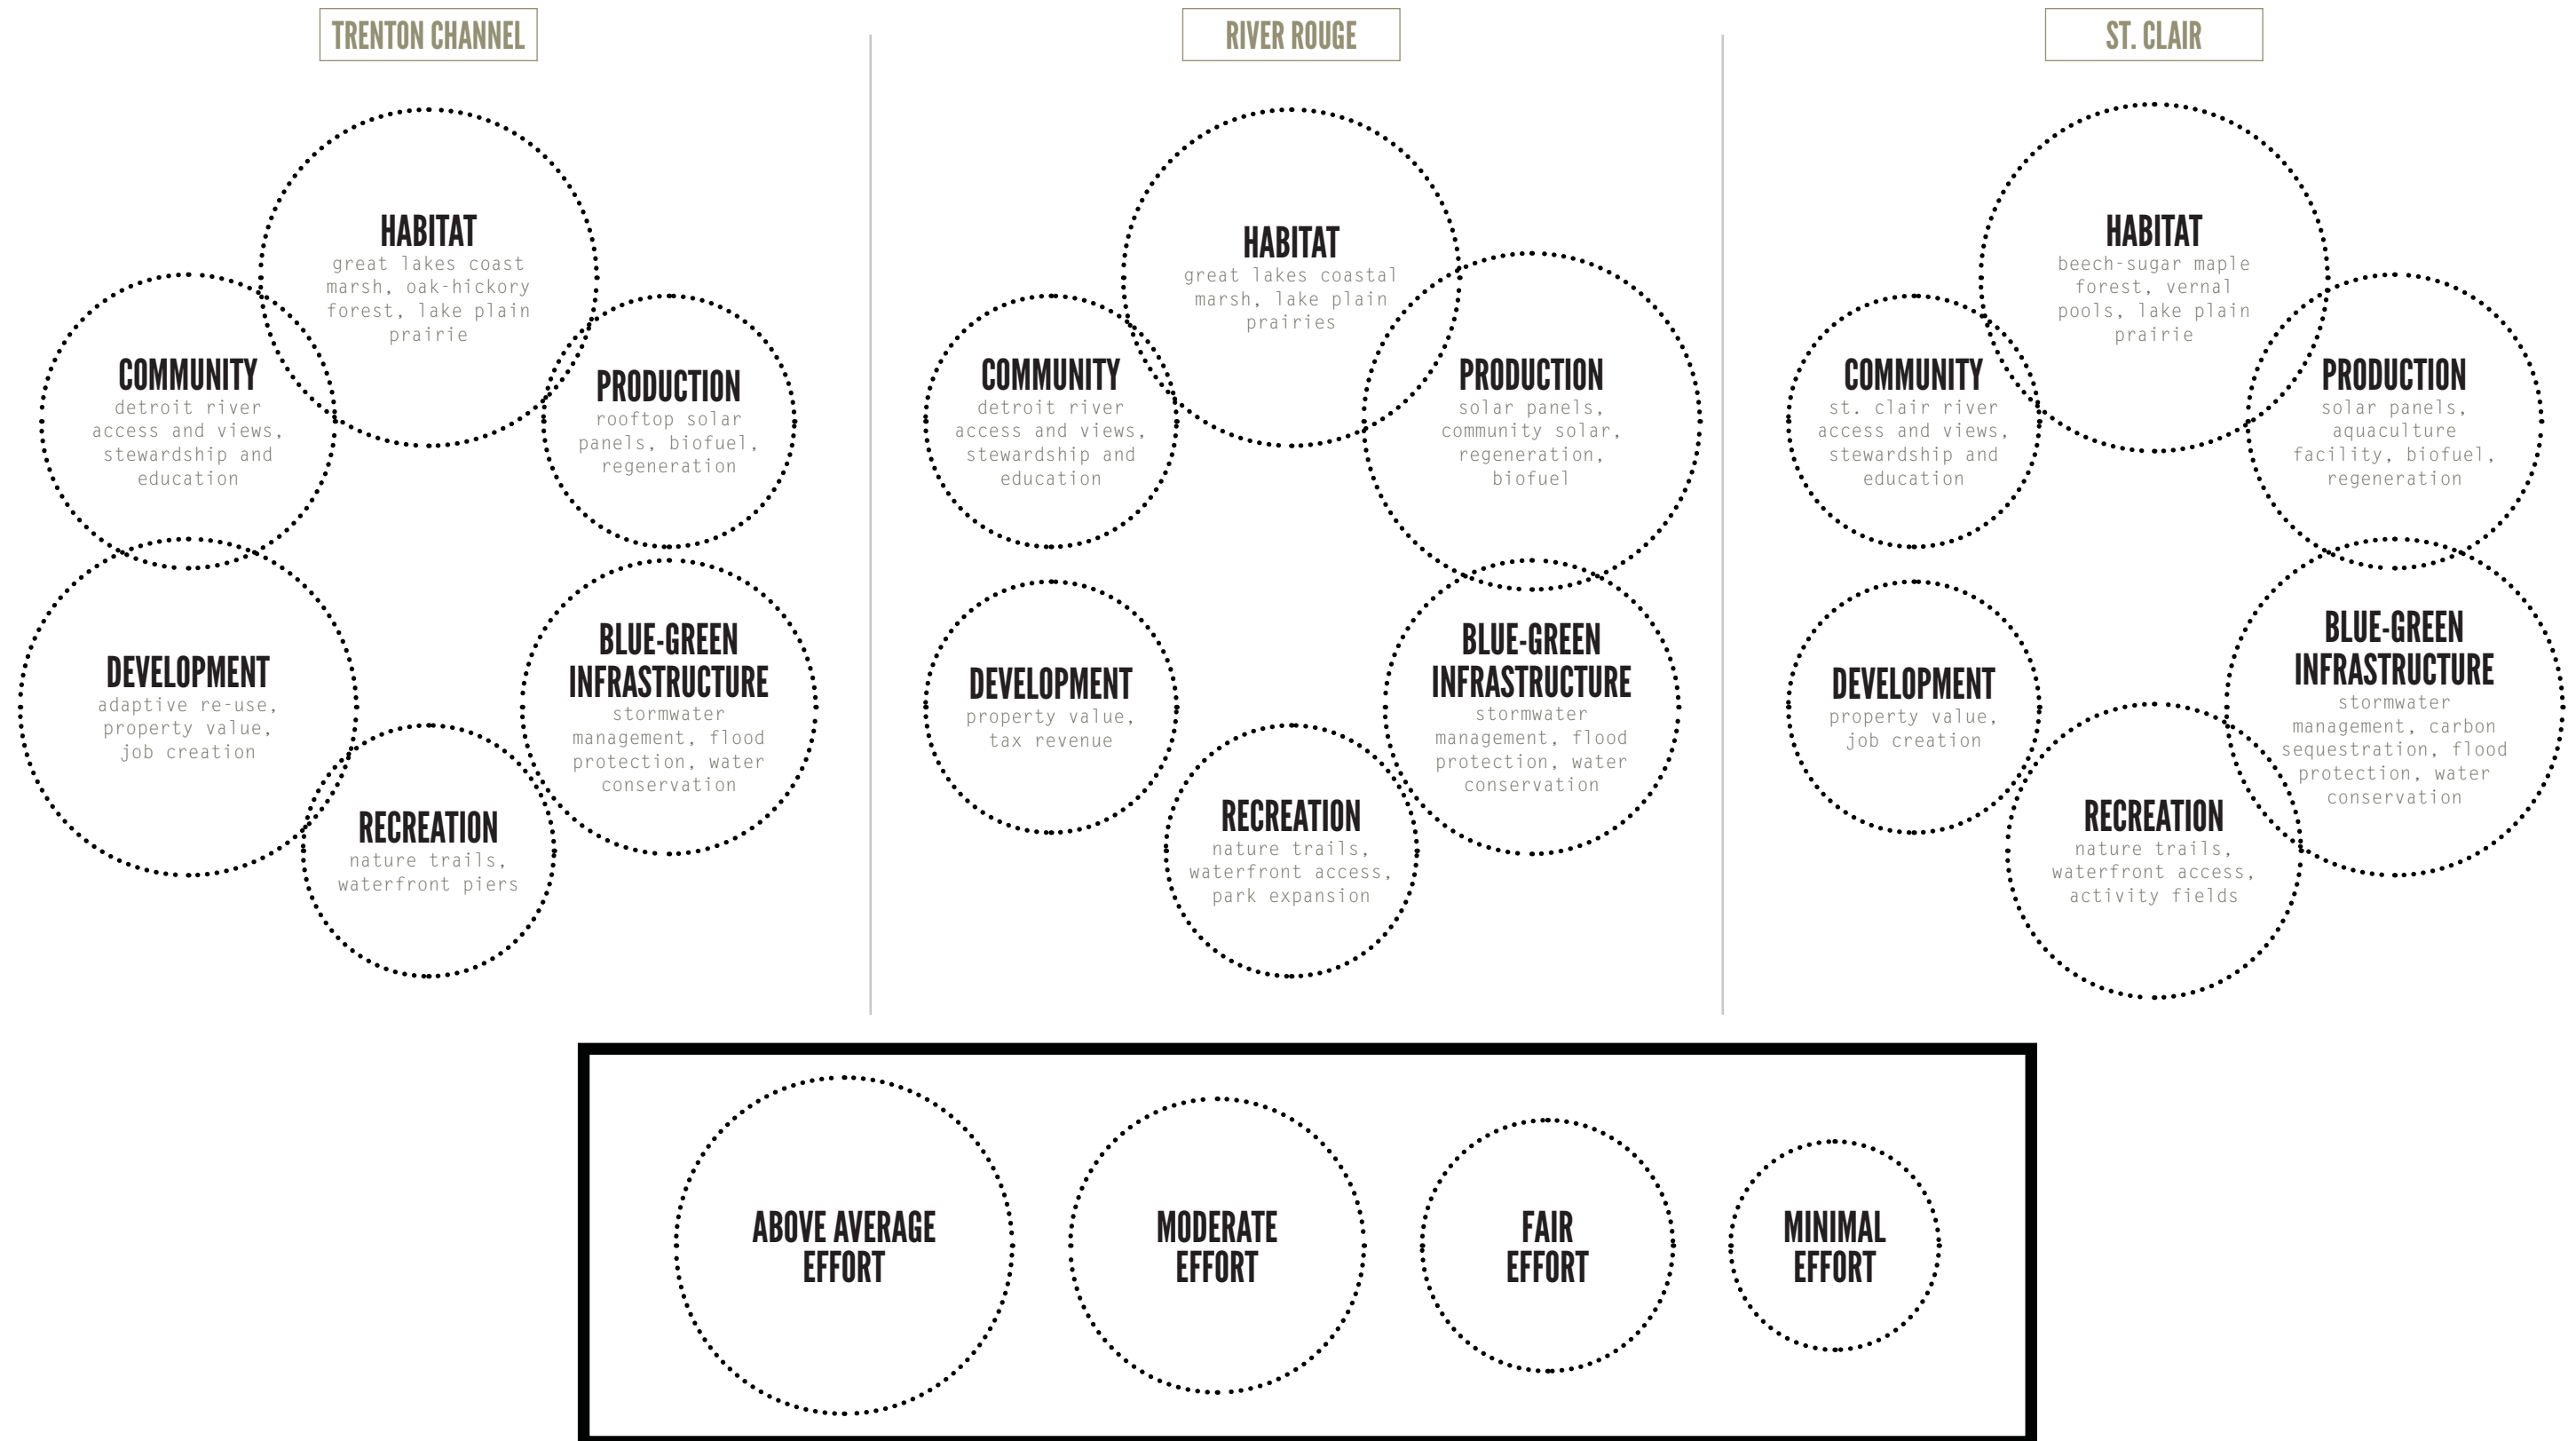 TRENTON CHANNEL
HABITAT
great lakes coast
marsh, oak-hickory
forest, lake plain
prairie
COMMUNITY
detroit river
access and views,
stewardship and
education
PRODUCTION
rooftop solar
panels, biofuel,
regeneration
DEVELOPMENT
adaptive re-use,
property value,
job creation
BLUE-GREEN
INFRASTRUCTURE
stormwater
management, flood
protection, water
conservation
RECREATION
nature trails,
waterfront piers
RIVER ROUGE
HABITAT
great lakes coastal
marsh, lake plain
prairies
COMMUNITY
detroit river
access and views,
stewardship and
education
PRODUCTION
solar panels,
community solar,
regeneration,
biofuel
DEVELOPMENT
property value,
tax revenue
BLUE-GREEN
INFRASTRUCTURE
stormwater
management, flood
protection, water
conservation
RECREATION
nature trails,
waterfront access,
park expansion
ST. CLAIR
HABITAT
beech-sugar maple
forest, vernal
pools, lake plain
prairie
COMMUNITY
st. clair river
access and views,
stewardship and
education
PRODUCTION
solar panels,
aquaculture
facility, biofuel,
regeneration
DEVELOPMENT
property value,
job creation
BLUE-GREEN
INFRASTRUCTURE
stormwater
management, carbon
sequestration, flood
protection, water
conservation
RECREATION
nature trails,
waterfront access,
activity fields
ABOVE AVERAGE
EFFORT
MODERATE
EFFORT
FAIR
EFFORT
MINIMAL
EFFORT